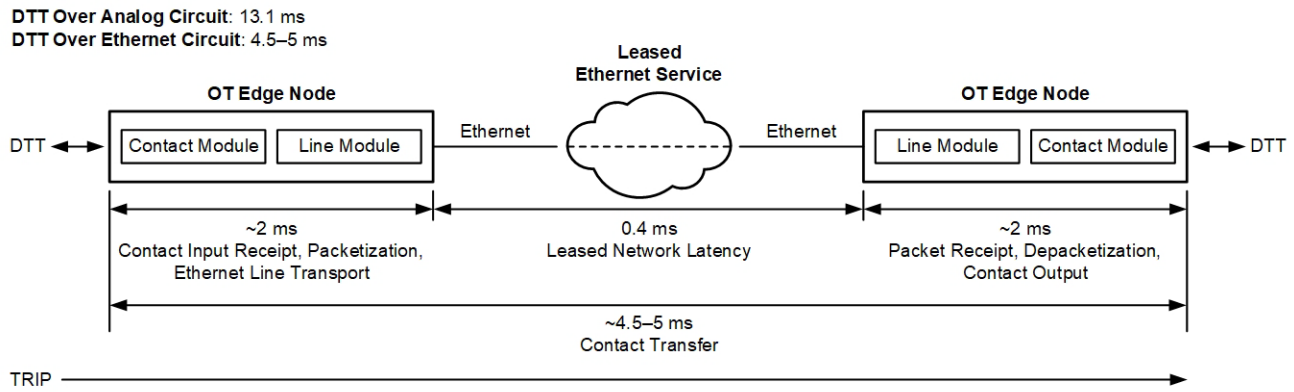 DTT Over Analog Circuit: 13.1 ms
DTT Over Ethernet Circuit: 4.5–5 ms
Leased
Ethernet Service
OT Edge Node
OT Edge Node
DTT
Contact Module
Line Module
Ethernet
Ethernet
Line Module
Contact Module
DTT
~2 ms
Contact Input Receipt, Packetization,
Ethernet Line Transport
0.4 ms
Leased Network Latency
~2 ms
Packet Receipt, Depacketization,
Contact Output
~4.5–5 ms
Contact Transfer
TRIP